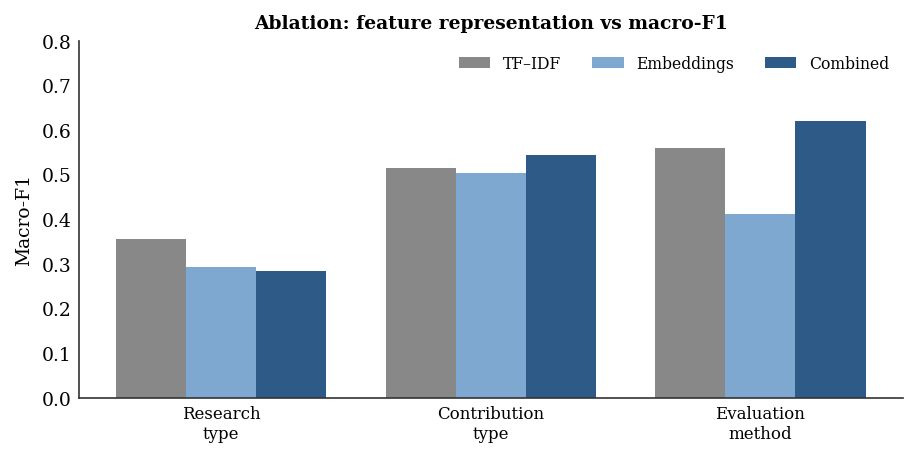 Ablation: feature representation vs macro-F1
TF–IDF Embeddings Combined
Macro-F1
0.8
0.7
0.6
0.5
0.4
0.3
0.2
0.1
0.0
Research
type
Contribution
type
Evaluation
method